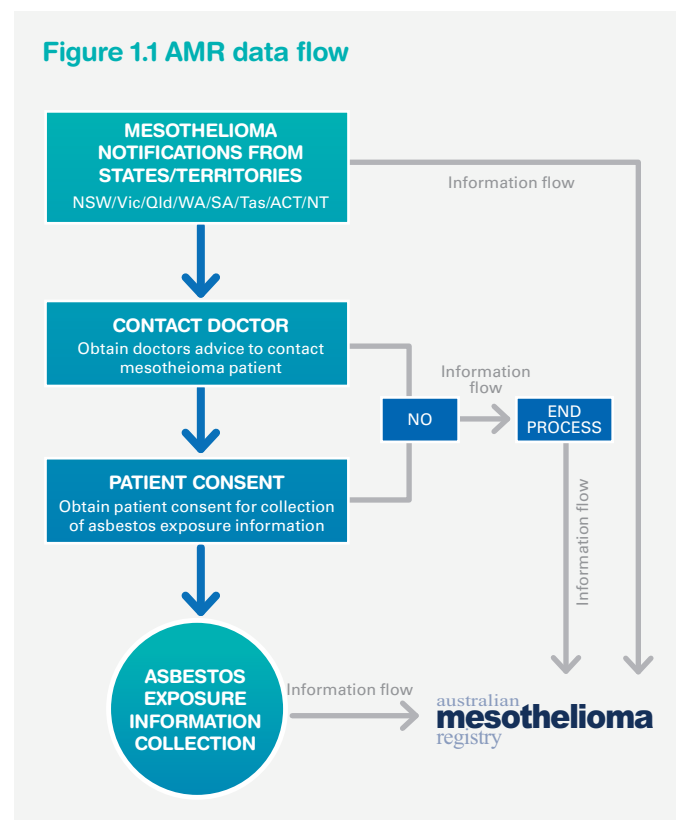 Figure 1.1 AMR data flow
MESOTHELIOMA
NOTIFICATIONS FROM
STATES/TERRITORIES
NSW/Vic/Qld/WA/SA/Tas/ACT/NT
Information flow
CONTACT DOCTOR
Obtain doctors advice to contact
mesotheioma patient
Information
flow
NO
END
PROCESS
PATIENT CONSENT
Obtain patient consent for collection
of asbestos exposure information
Information flow
ASBESTOS
EXPOSURE
INFORMATION
COLLECTION
Information flow
australian
mesothelioma
registry